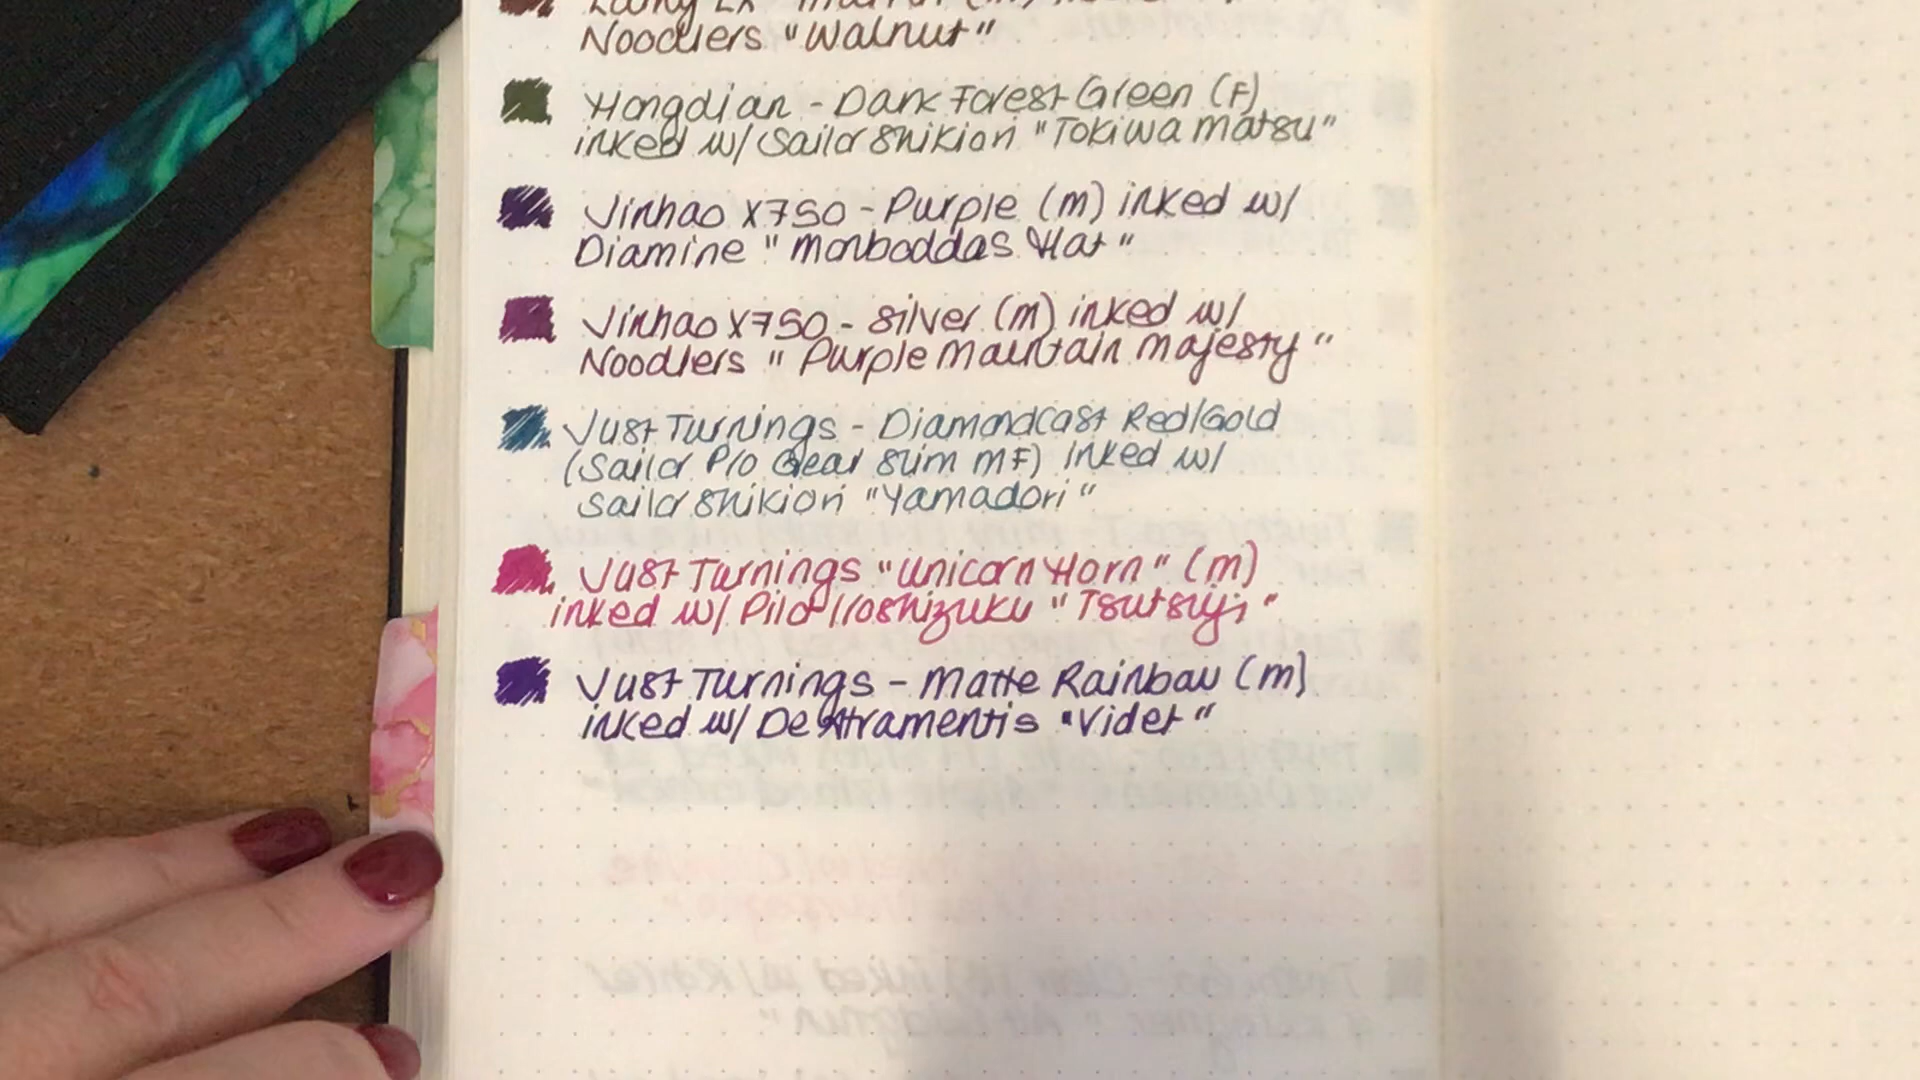 Noodlers "Walnut"
Hongdian - Dark Forest Green (F)
inked w/ Sailor Shikiori "Tokiwa Matsu"
Jinhao X750 - Purple (m) inked w/
Diamine "Monboddos Hat"
Jinhao X750 - Silver (m) inked w/
Noodlers "Purple Mountain Majesty"
Just Turnings - Diamondcast Red/Gold
(Sailor Pro Gear Slim MF) inked w/
Sailor Shikiori "Yamadori"
Just Turnings "Unicorn Horn" (m)
inked w/ Pilot Iroshizuku "Tsutsuji"
Just Turnings - Matte Rainbow (m)
inked w/ De Atramentis "Violet"